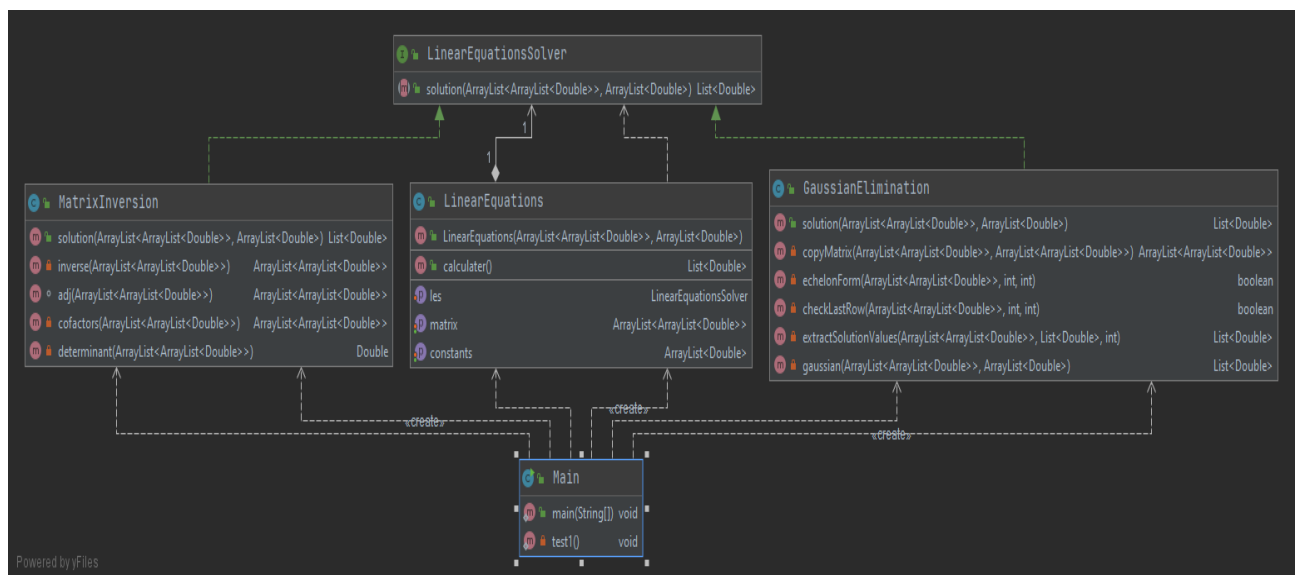 LinearEquationsSolver
solution(ArrayList<ArrayList<Double>>, ArrayList<Double>) List<Double>
1
1
MatrixInversion
solution(ArrayList<ArrayList<Double>>, ArrayList<Double>) List<Double>
inverse(ArrayList<ArrayList<Double>>) ArrayList<ArrayList<Double>>
adj(ArrayList<ArrayList<Double>>) ArrayList<ArrayList<Double>>
cofactors(ArrayList<ArrayList<Double>>) ArrayList<ArrayList<Double>>
determinant(ArrayList<ArrayList<Double>>) Double
LinearEquations
LinearEquations(ArrayList<ArrayList<Double>>, ArrayList<Double>)
calculater() List<Double>
les LinearEquationsSolver
matrix ArrayList<ArrayList<Double>>
constants ArrayList<Double>
GaussianElimination
solution(ArrayList<ArrayList<Double>>, ArrayList<Double>) List<Double>
copyMatrix(ArrayList<ArrayList<Double>>, ArrayList<ArrayList<Double>>) ArrayList<ArrayList<Double>>
echelonForm(ArrayList<ArrayList<Double>>, int, int) boolean
checkLastRow(ArrayList<ArrayList<Double>>, int, int) boolean
extractSolutionValues(ArrayList<ArrayList<Double>>, List<Double>, int) List<Double>
gaussian(ArrayList<ArrayList<Double>>, ArrayList<Double>) List<Double>
«create»
«create»
«create»
Main
main(String[]) void
test1() void
Powered by yFiles